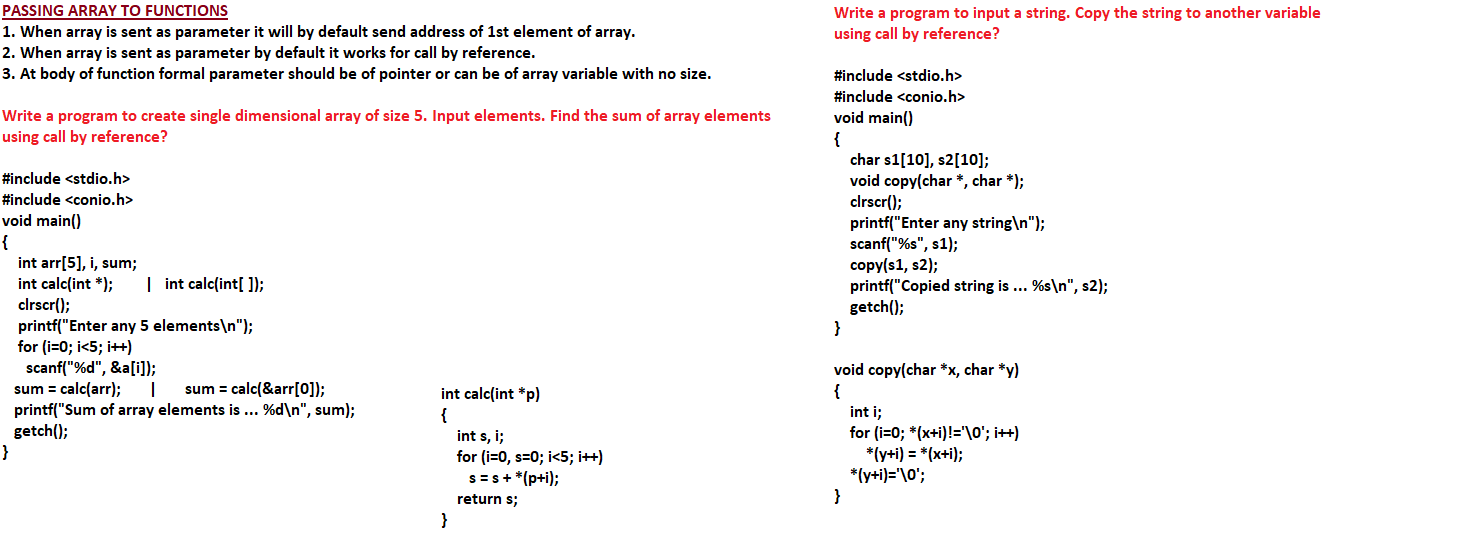 PASSING ARRAY TO FUNCTIONS
1. When array is sent as parameter it will by default send address of 1st element of array.
2. When array is sent as parameter by default it works for call by reference.
3. At body of function formal parameter should be of pointer or can be of array variable with no size.
Write a program to create single dimensional array of size 5. Input elements. Find the sum of array elements
using call by reference?
#include <stdio.h>
#include <conio.h>
void main()
{
int arr[5], i, sum;
int calc(int *); | int calc(int[ ]);
clrscr();
printf("Enter any 5 elements\n");
for (i=0; i<5; i++)
scanf("%d", &a[i]);
sum = calc(arr); | sum = calc(&arr[0]);
printf("Sum of array elements is ... %d\n", sum);
getch();
}
int calc(int *p)
{
int s, i;
for (i=0, s=0; i<5; i++)
s = s + *(p+i);
return s;
}
Write a program to input a string. Copy the string to another variable
using call by reference?
#include <stdio.h>
#include <conio.h>
void main()
{
char s1[10], s2[10];
void copy(char *, char *);
clrscr();
printf("Enter any string\n");
scanf("%s", s1);
copy(s1, s2);
printf("Copied string is ... %s\n", s2);
getch();
}
void copy(char *x, char *y)
{
int i;
for (i=0; *(x+i)!='\0'; i++)
*(y+i) = *(x+i);
*(y+i)='\0';
}